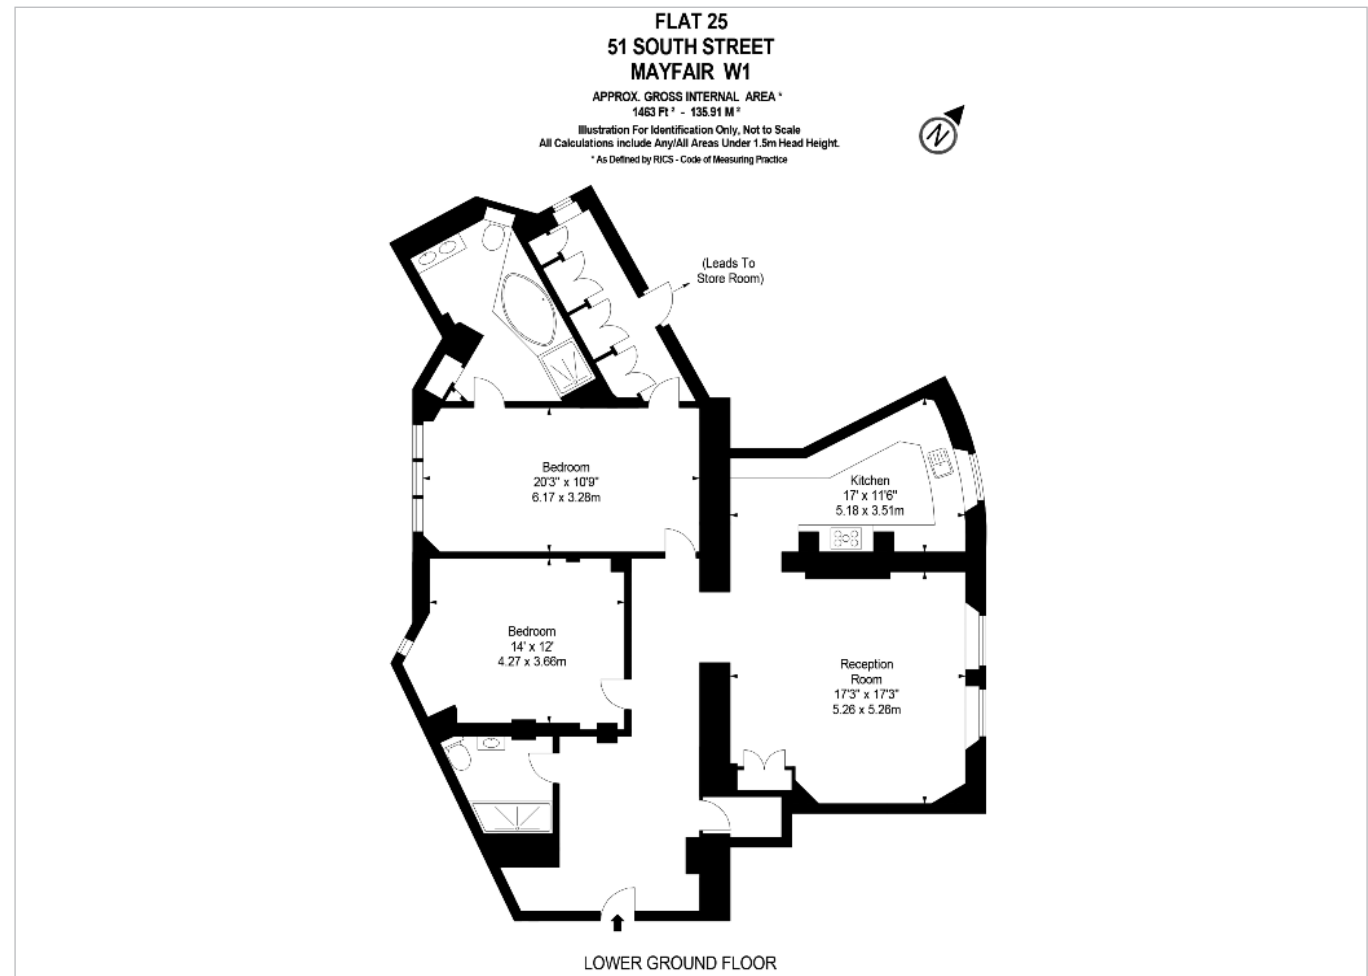 FLAT 25
51 SOUTH STREET
MAYFAIR W1
APPROX. GROSS INTERNAL AREA *
1463 Ft ² - 135.91 M ²
Illustration For Identification Only, Not to Scale
All Calculations include Any/All Areas Under 1.5m Head Height.
* As Defined by RICS - Code of Measuring Practice
N
(Leads To
Store Room)
Bedroom
20'3" x 10'9"
6.17 x 3.28m
Kitchen
17' x 11'6"
5.18 x 3.51m
Bedroom
14' x 12'
4.27 x 3.66m
Reception
Room
17'3" x 17'3"
5.26 x 5.26m
LOWER GROUND FLOOR